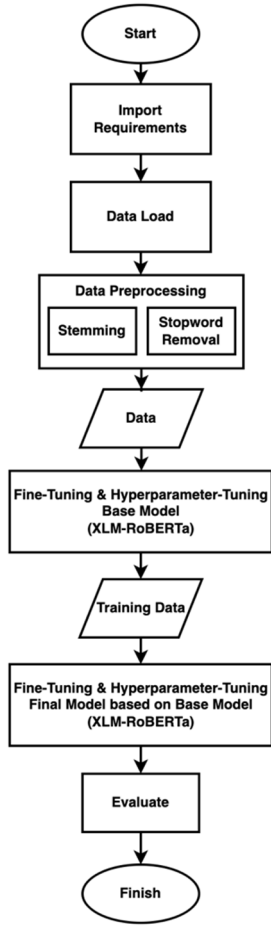 Start
Import
Requirements
Data Load
Data Preprocessing
Stemming
Stopword
Removal
Data
Fine-Tuning & Hyperparameter-Tuning
Base Model
(XLM-RoBERTa)
Training Data
Fine-Tuning & Hyperparameter-Tuning
Final Model based on Base Model
(XLM-RoBERTa)
Evaluate
Finish